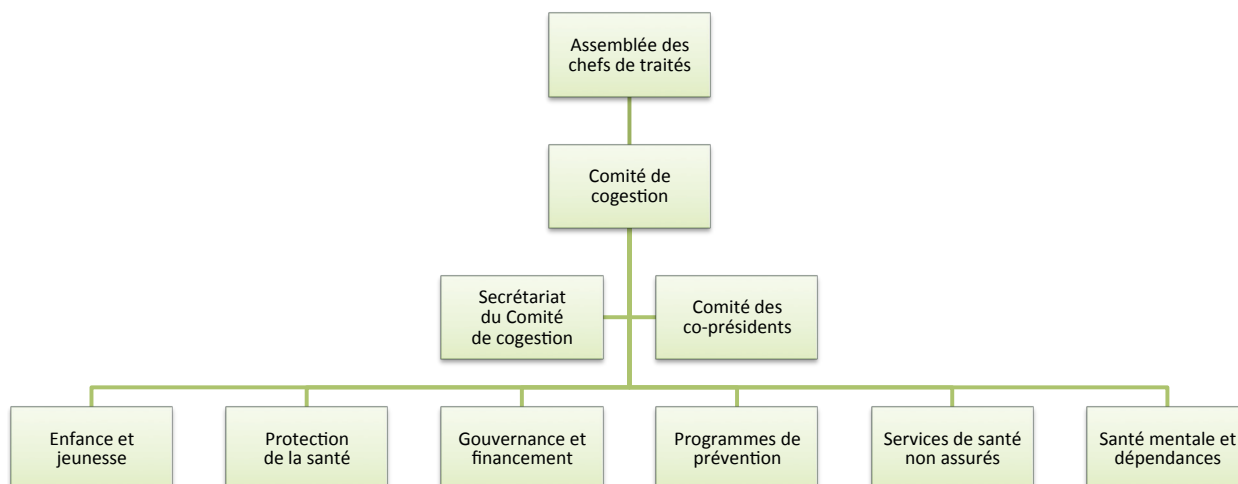 Assemblée des
chefs de traités
Comité de
cogestion
Secrétariat
du Comité
de cogestion
Comité des
co-présidents
Enfance et
jeunesse
Protection
de la santé
Gouvernance et
financement
Programmes de
prévention
Services de santé
non assurés
Santé mentale et
dépendances